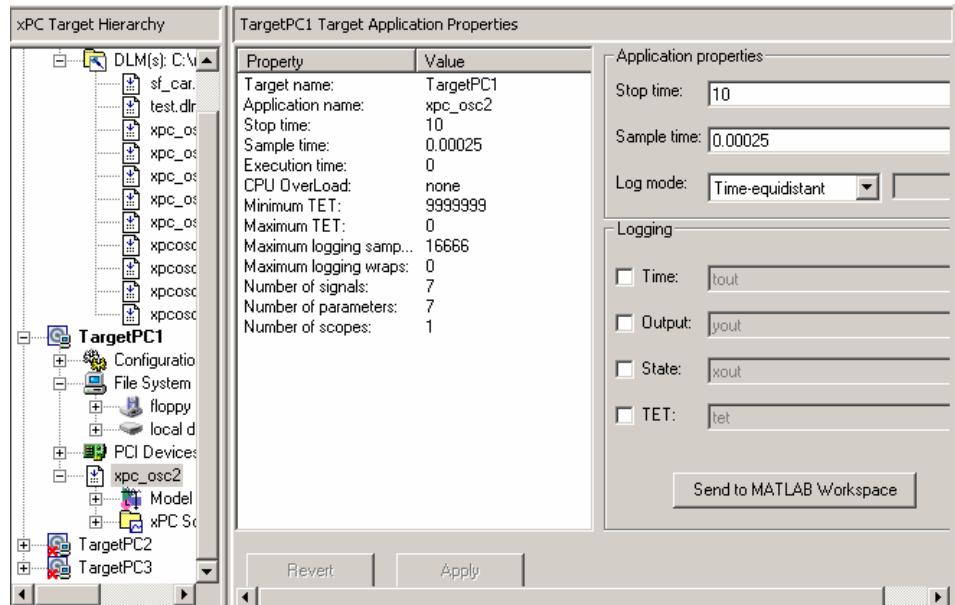 xPC Target Hierarchy
DLM(s): C:\
sf_car.
test.dlm
xpc_os
xpc_os
xpc_os
xpc_os
xpc_os
xpcosc
xpcosc
xpcosc
xpcosc
TargetPC1
Configuratio
File System
floppy
local d
PCI Devices
xpc_osc2
Model
xPC Sc
TargetPC2
TargetPC3
TargetPC1 Target Application Properties
Property Value
Target name: TargetPC1
Application name: xpc_osc2
Stop time: 10
Sample time: 0.00025
Execution time: 0
CPU OverLoad: none
Minimum TET: 9999999
Maximum TET: 0
Maximum logging samp... 16666
Maximum logging wraps: 0
Number of signals: 7
Number of parameters: 7
Number of scopes: 1
Revert Apply
Application properties
Stop time: 10
Sample time: 0.00025
Log mode: Time-equidistant
Logging
Time: tout
Output: yout
State: xout
TET: tet
Send to MATLAB Workspace